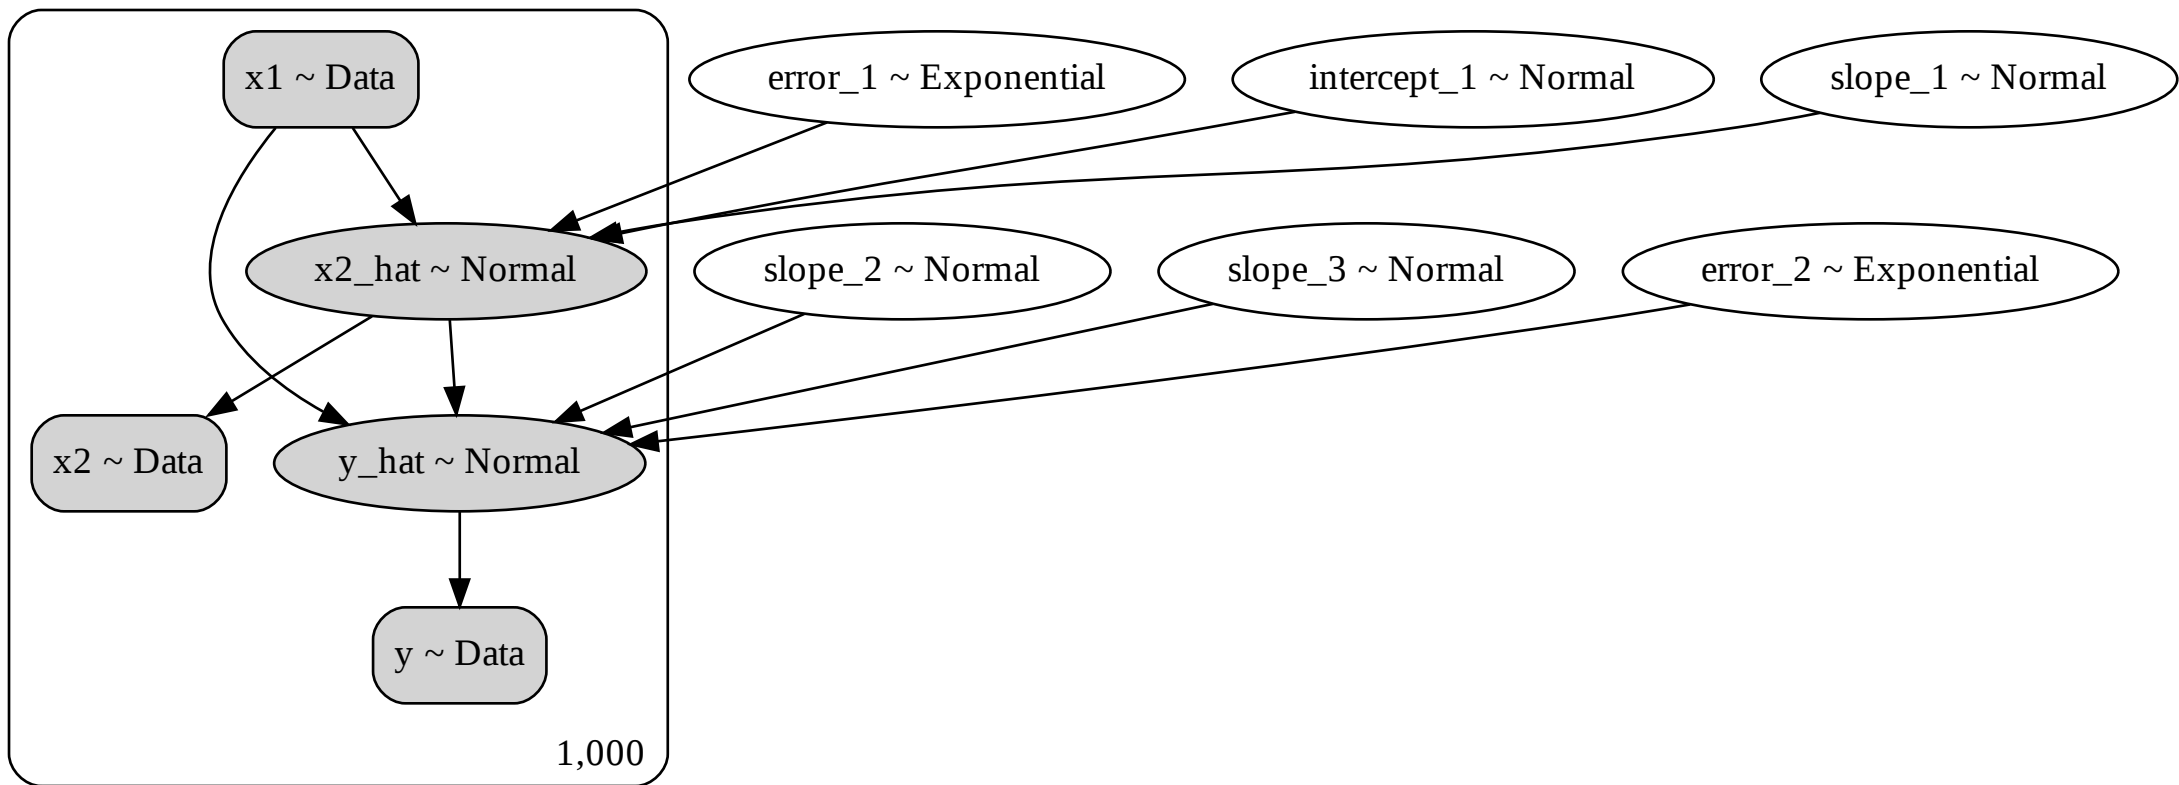 x1 ~ Data
error_1 ~ Exponential
intercept_1 ~ Normal
slope_1 ~ Normal
x2_hat ~ Normal
slope_2 ~ Normal
slope_3 ~ Normal
error_2 ~ Exponential
x2 ~ Data
y_hat ~ Normal
y ~ Data
1,000